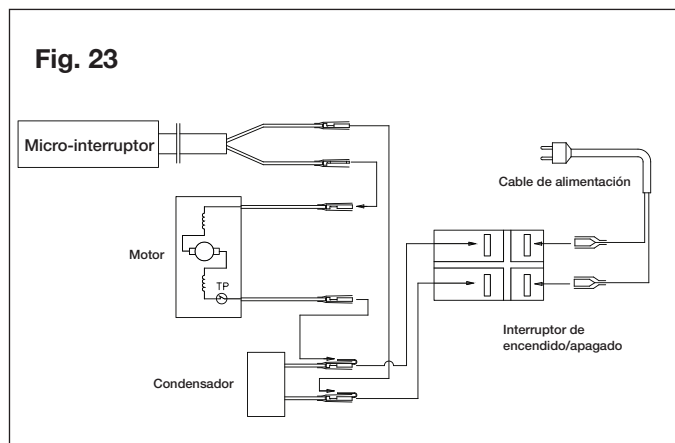 Fig. 23
Micro-interruptor
Cable de alimentación
Motor
TP
Interruptor de
encendido/apagado
Condensador